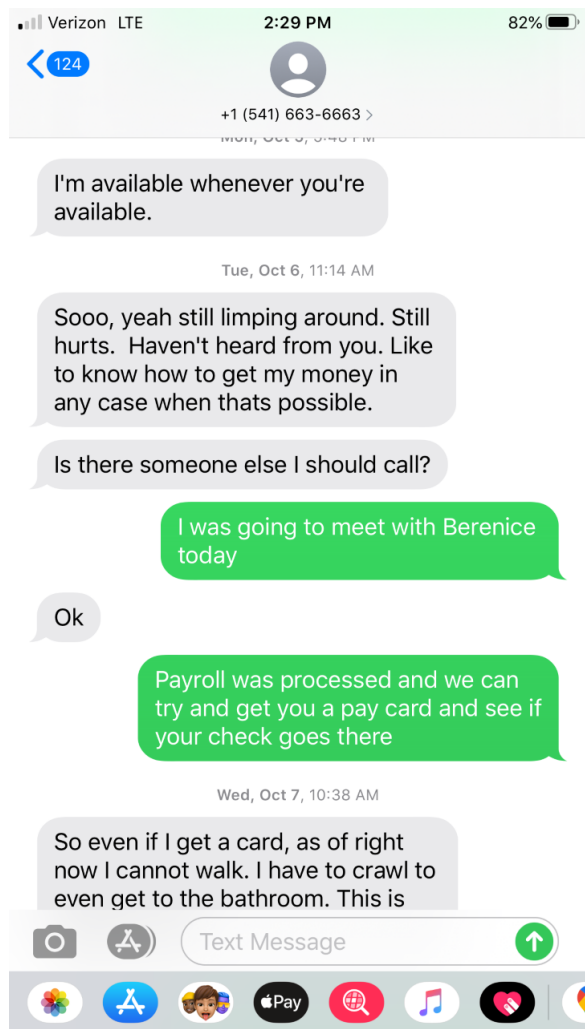 Verizon LTE 2:29 PM 82%
124
+1 (541) 663-6663 >
I'm available whenever you're
available.
Tue, Oct 6, 11:14 AM
Sooo, yeah still limping around. Still
hurts.  Haven't heard from you. Like
to know how to get my money in
any case when thats possible.
Is there someone else I should call?
I was going to meet with Berenice
today
Ok
Payroll was processed and we can
try and get you a pay card and see if
your check goes there
Wed, Oct 7, 10:38 AM
So even if I get a card, as of right
now I cannot walk. I have to crawl to
even get to the bathroom. This is
Text Message
Pay